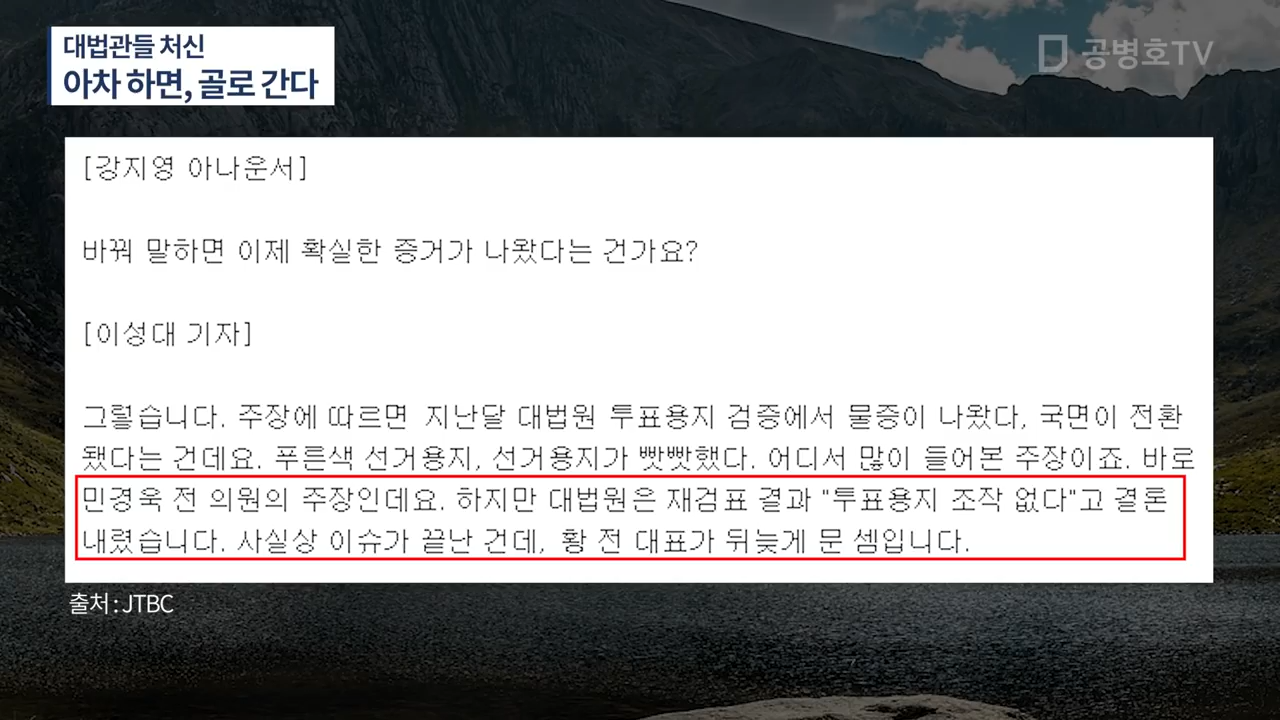 대법관들 처신
아차 하면, 골로 간다
공병호TV
[강지영 아나운서]
바꿔 말하면 이제 확실한 증거가 나왔다는 건가요?
[이성대 기자]
그렇습니다. 주장에 따르면 지난달 대법원 투표용지 검증에서 물증이 나왔다, 국면이 전환
됐다는 건데요. 푸른색 선거용지, 선거용지가 빳빳했다. 어디서 많이 들어본 주장이죠. 바로
민경욱 전 의원의 주장인데요. 하지만 대법원은 재검표 결과 "투표용지 조작 없다"고 결론
내렸습니다. 사실상 이슈가 끝난 건데, 황 전 대표가 뒤늦게 문 셈입니다.
출처 : JTBC